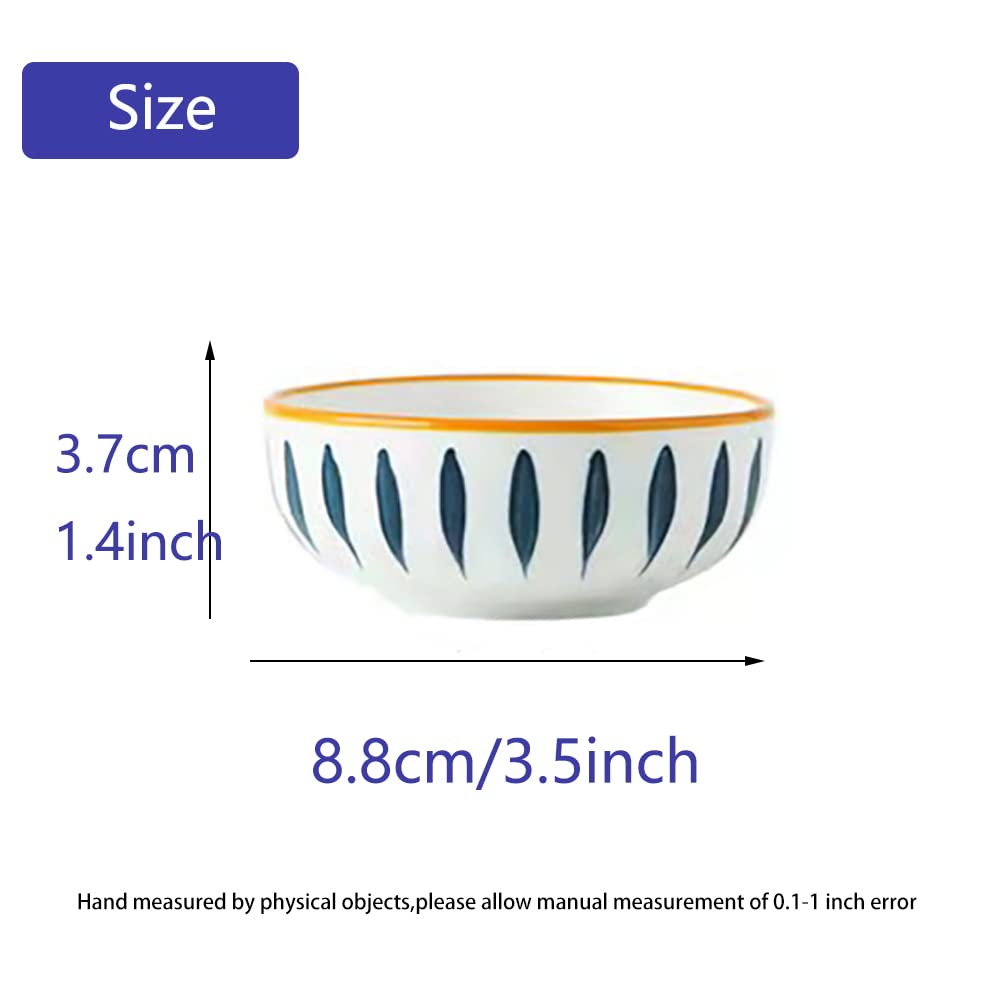 Size
3.7cm
1.4inch
8.8cm/3.5inch
Hand measured by physical objects,please allow manual measurement of 0.1-1 inch error